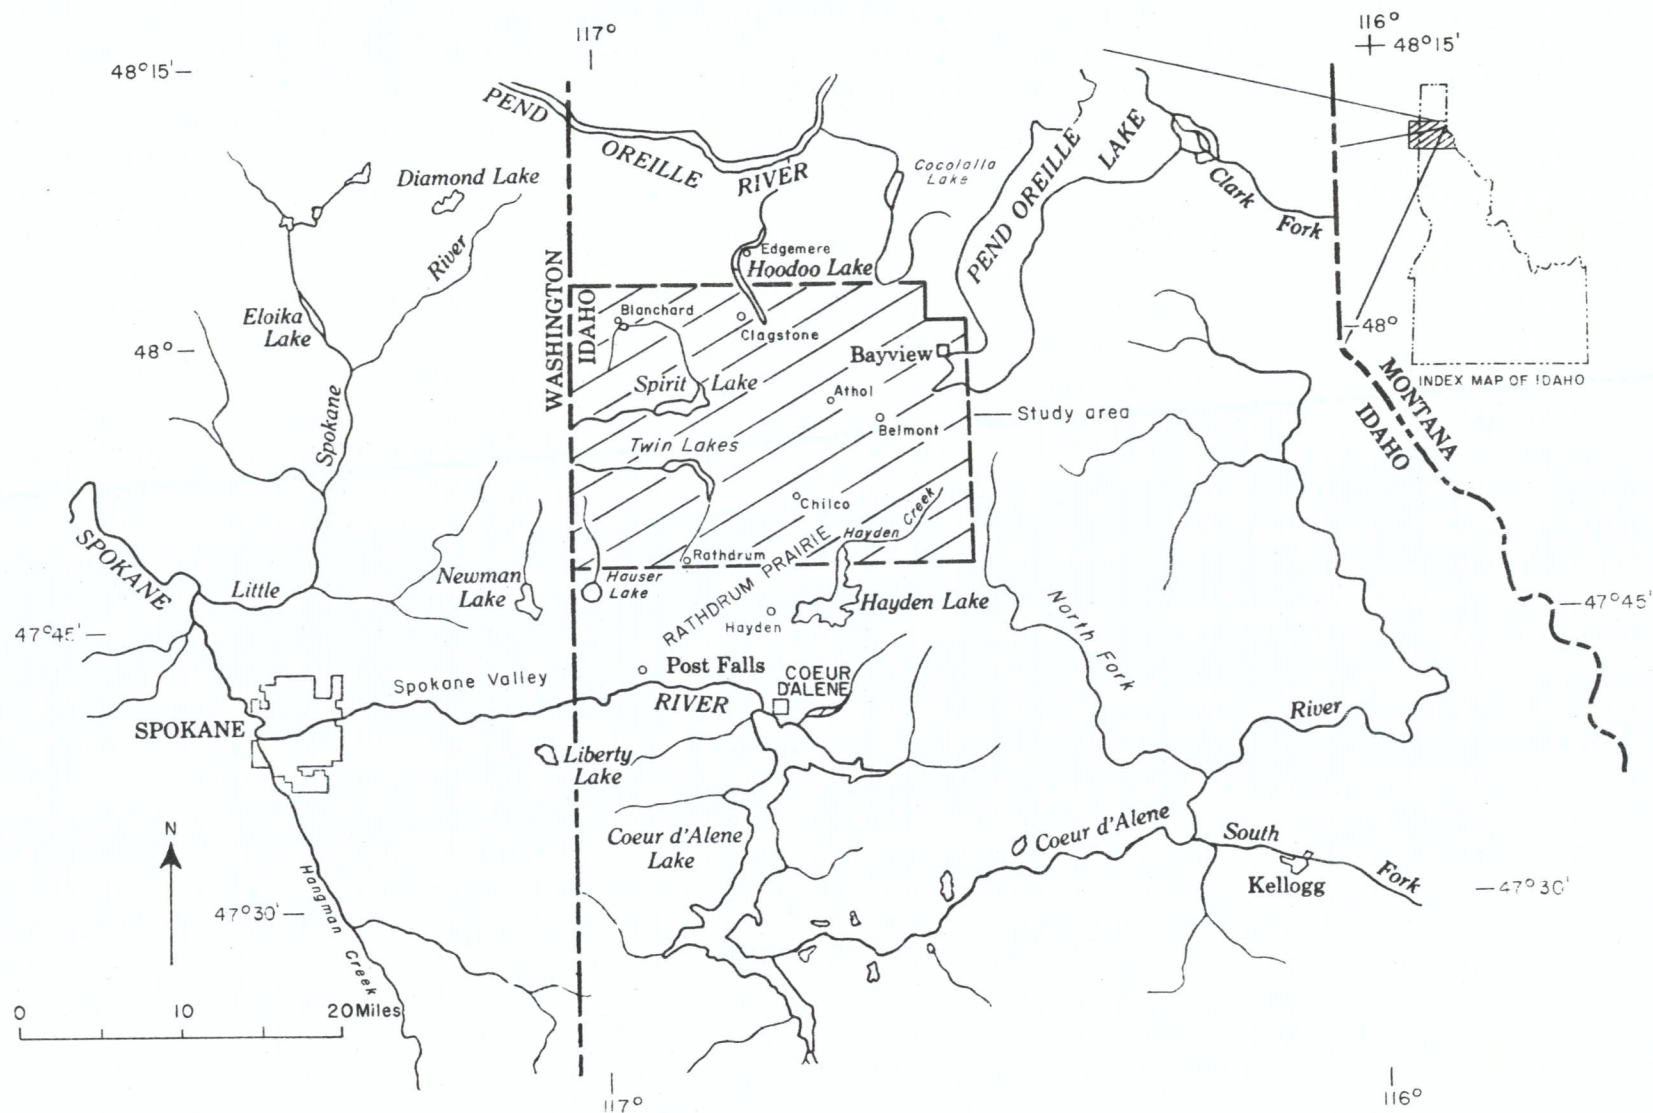 117°
116°
48°15'
48°15'
PEND
OREILLE
RIVER
PEND OREILLE
LAKE
Cocolalla
Lake
Clark
Fork
Diamond Lake
River
Edgemere
Hoodoo Lake
WASHINGTON
IDAHO
Blanchard
Clagstone
Eloika
Lake
48°
48°
Bayview
Spirit Lake
Athol
Belmont
Study area
INDEX MAP OF IDAHO
MONTANA
IDAHO
Spokane
Twin Lakes
Chilco
Hayden Creek
SPOKANE
Little
Newman
Lake
Rathdrum
Hauser
Lake
RATHDRUM PRAIRIE
Hayden
Hayden Lake
North Fork
47°45'
47°45'
Post Falls
COEUR
D'ALENE
Spokane Valley
RIVER
River
SPOKANE
Liberty
Lake
Coeur d'Alene
Lake
Coeur d'Alene
South
Fork
Kellogg
N
Hangman Creek
47°30'
47°30'
0 10 20 Miles
117°
116°